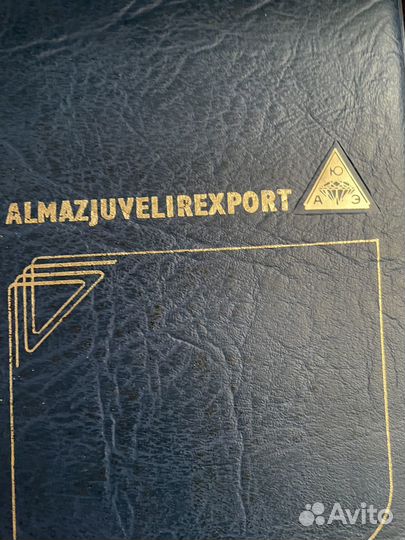 ALMAZJUVELIREXPORT
Ю
А Э
Avito